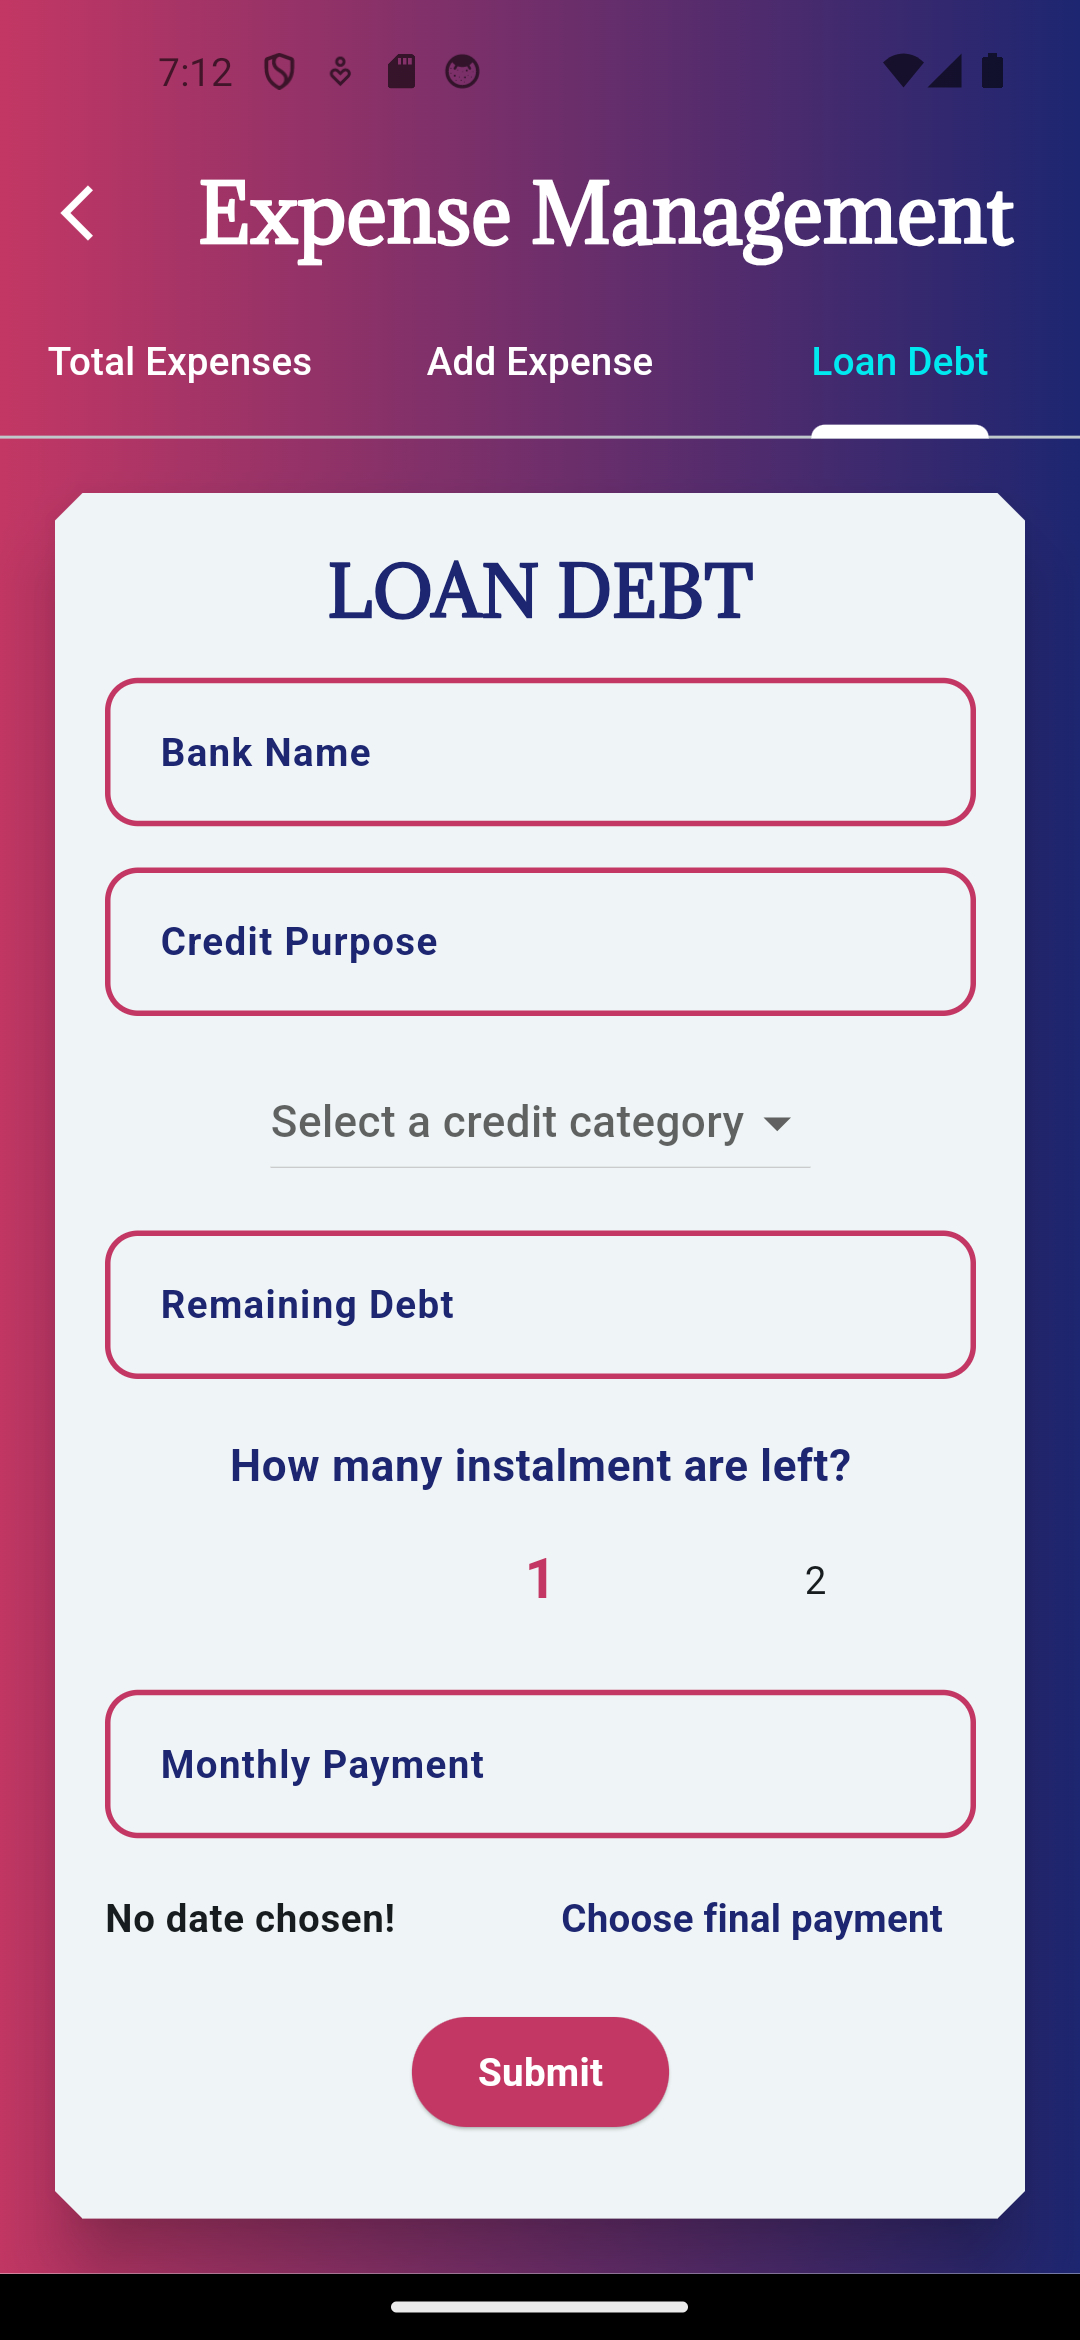 7:12
Expense Management
Total Expenses Add Expense Loan Debt
LOAN DEBT
Bank Name
Credit Purpose
Select a credit category
Remaining Debt
How many instalment are left?
1 2
Monthly Payment
No date chosen! Choose final payment
Submit